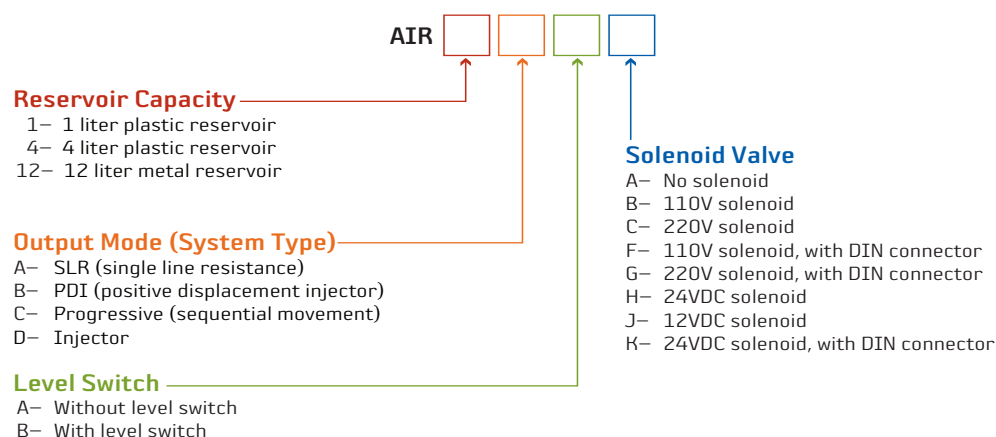 AIR
Reservoir Capacity
1– 1 liter plastic reservoir
4– 4 liter plastic reservoir
12– 12 liter metal reservoir
Output Mode (System Type)
A– SLR (single line resistance)
B– PDI (positive displacement injector)
C– Progressive (sequential movement)
D– Injector
Level Switch
A– Without level switch
B– With level switch
Solenoid Valve
A– No solenoid
B– 110V solenoid
C– 220V solenoid
F– 110V solenoid, with DIN connector
G– 220V solenoid, with DIN connector
H– 24VDC solenoid
J– 12VDC solenoid
K– 24VDC solenoid, with DIN connector